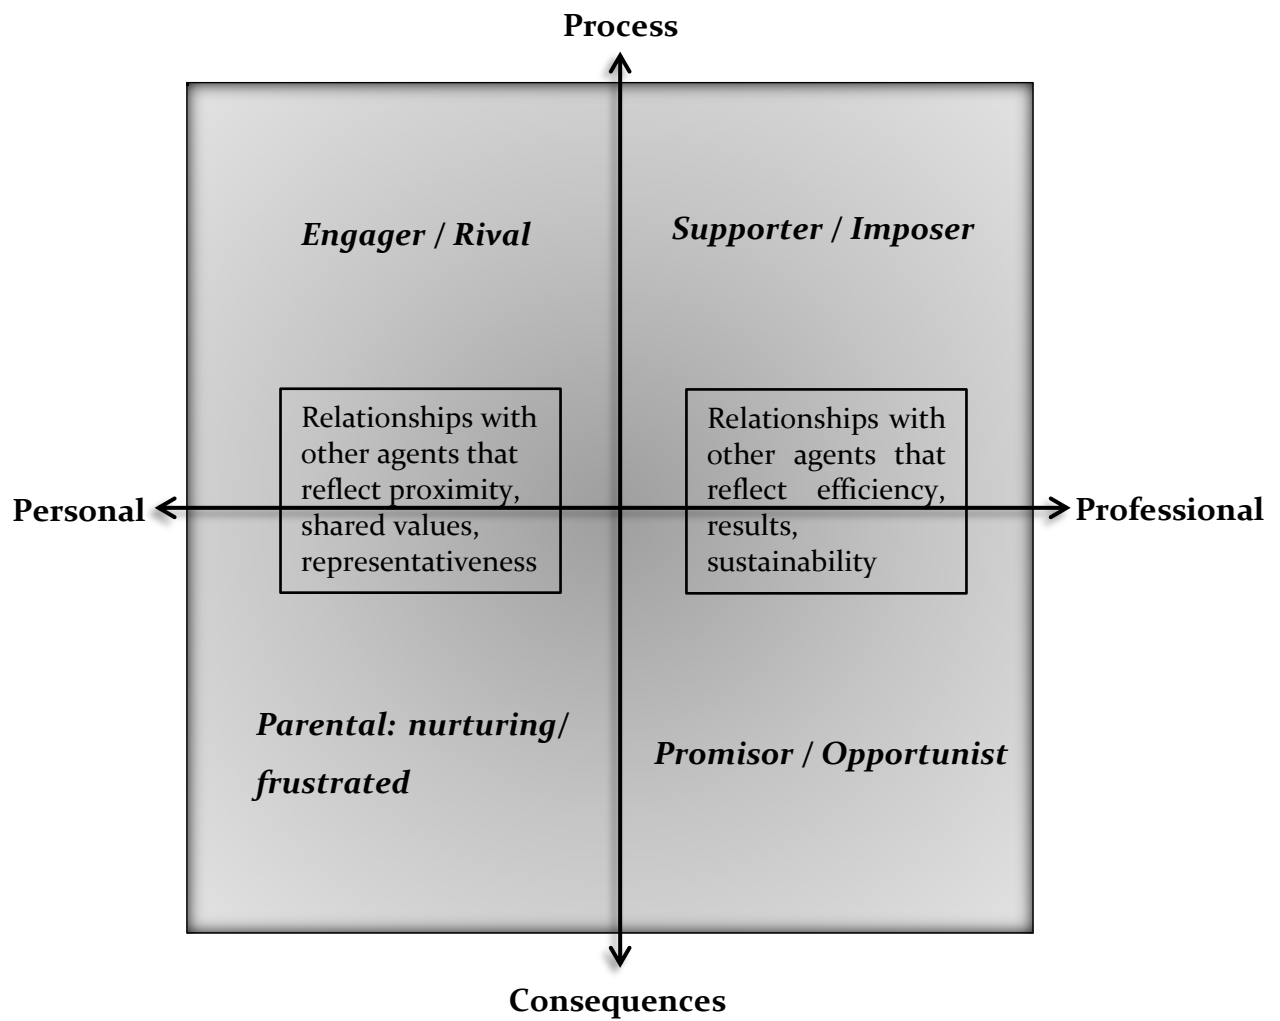 Process
Engager / Rival
Supporter / Imposer
Relationships with
other agents that
reflect proximity,
shared values,
representativeness
Relationships with
other agents that
reflect efficiency,
results,
sustainability
Personal
Professional
Parental: nurturing/
frustrated
Promisor / Opportunist
Consequences